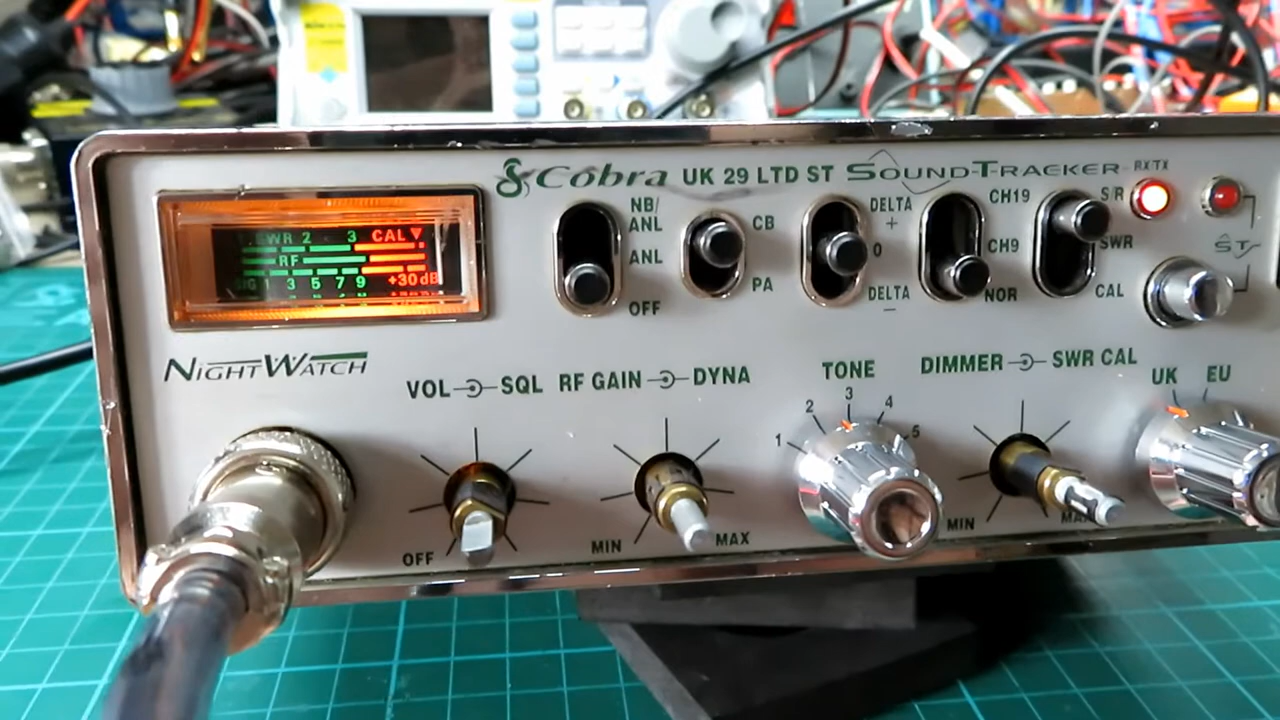 Cobra UK 29 LTD ST SOUNDTRACKER
RX/TX
SWR 2 3 CAL
RF
SIG 1 3 5 7 9 +30dB
NB/
ANL
ANL
OFF
CB
PA
DELTA
+
0
DELTA
−
CH19
CH9
NOR
S/R
SWR
CAL
ST
NIGHTWATCH
VOL SQL
OFF
RF GAIN DYNA
MIN MAX
TONE
1 2 3 4 5
DIMMER SWR CAL
MIN MAX
UK EU